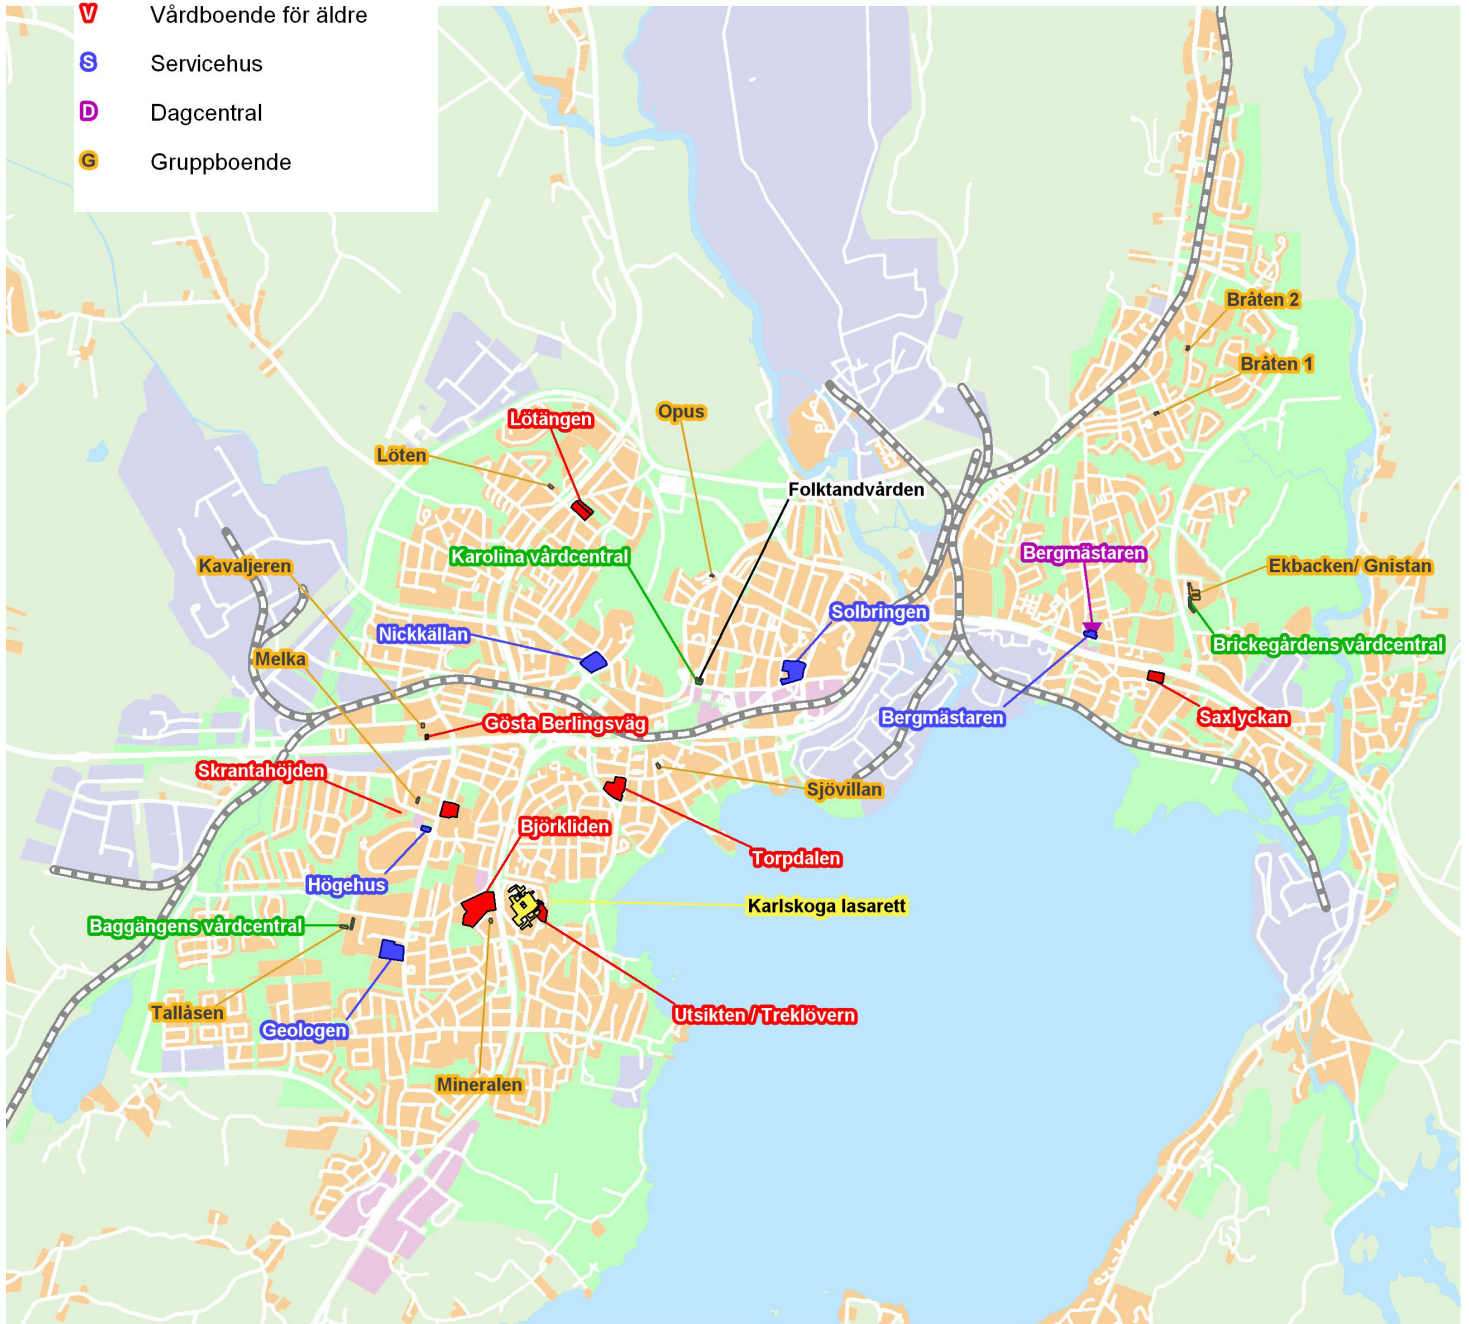 V Vårdboende för äldre
S Servicehus
D Dagcentral
G Gruppboende
Bråten 2
Bråten 1
Opus
Lötängen
Löten
Folktandvården
Karolina vårdcentral
Bergmästaren
Kavaljeren
Ekbacken/ Gnistan
Solbringen
Nickkällan
Brickegårdens vårdcentral
Melka
Bergmästaren
Saxlyckan
Gösta Berlingsväg
Skrantahöjden
Sjövillan
Björkliden
Torpdalen
Högehus
Karlskoga lasarett
Baggängens vårdcentral
Tallåsen
Utsikten / Treklövern
Geologen
Mineralen